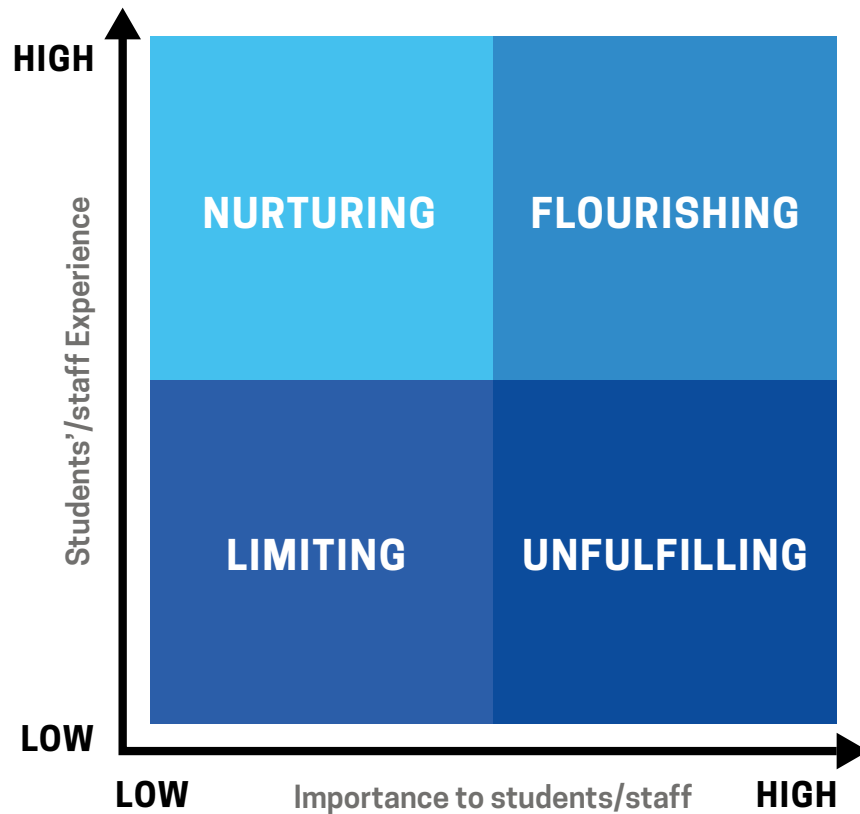 HIGH
NURTURING
FLOURISHING
Students’/staff Experience
LIMITING
UNFULFILLING
LOW
LOW
Importance to students/staff
HIGH